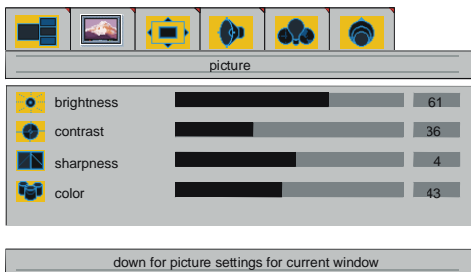 picture
brightness 61
contrast 36
sharpness 4
color 43
down for picture settings for current window